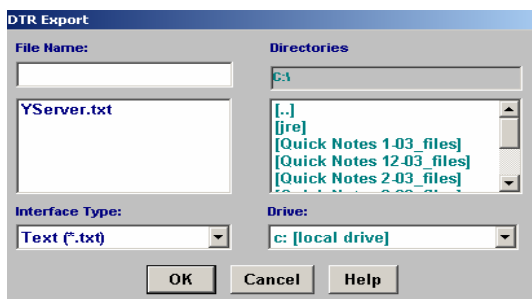 DTR Export
File Name:
Directories
C:\
YServer.txt
[..]
[jre]
[Quick Notes 1-03_files]
[Quick Notes 12-03_files]
[Quick Notes 2-03_files]
Interface Type:
Drive:
Text (*.txt)
c: [local drive]
OK
Cancel
Help